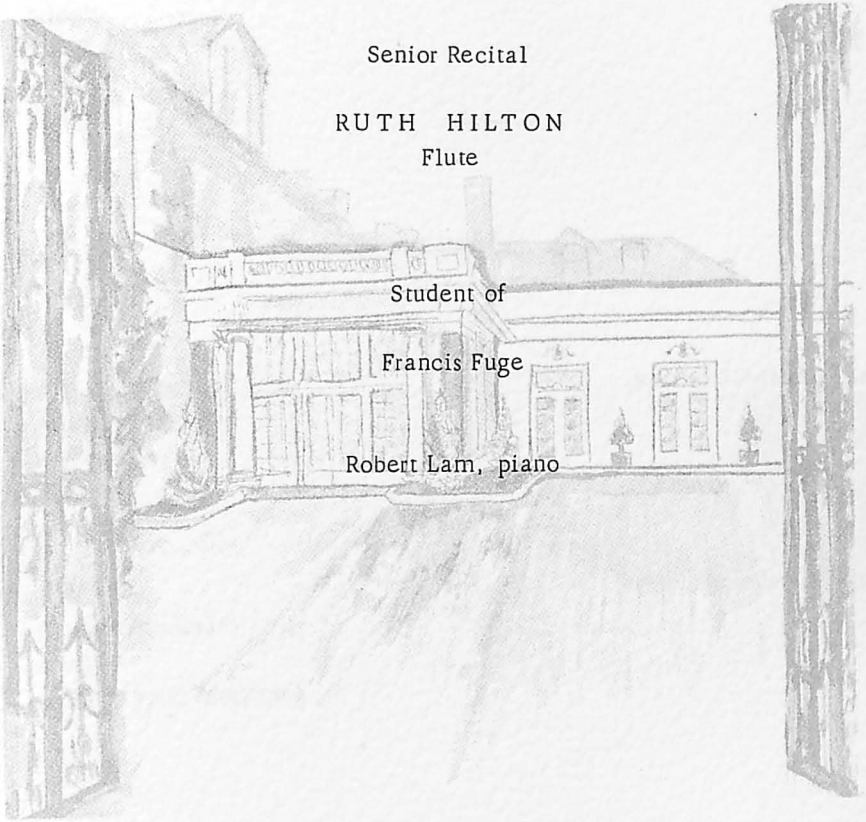 Senior Recital
RUTH HILTON
Flute
Student of
Francis Fuge
Robert Lam, piano